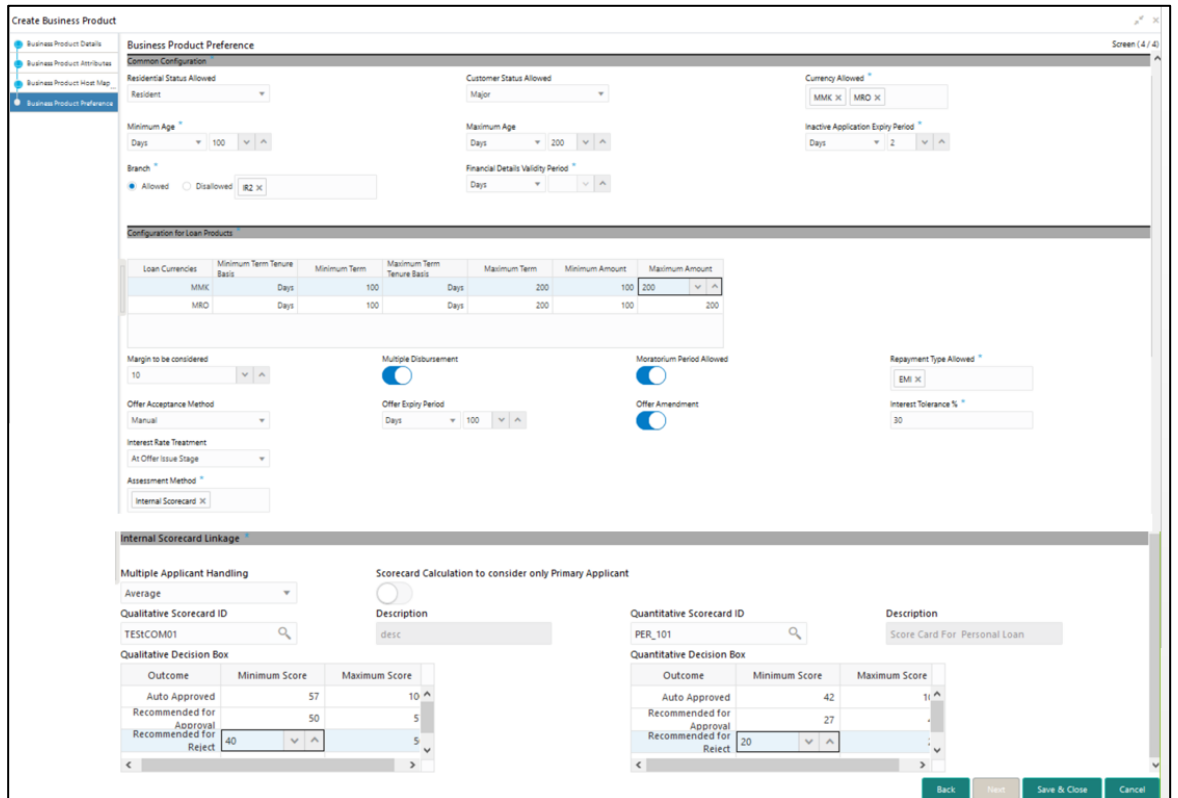 Create Business Product
Business Product Details
Business Product Attributes
Business Product Host Map_
Business Product Preference
Business Product Preference
Screen ( 4 / 4)
Common Configuration *
Residential Status Allowed
Customer Status Allowed
Currency Allowed *
Resident
Major
MMK × MRO ×
Minimum Age *
Maximum Age
Inactive Application Expiry Period *
Days 100
Days 200
Days 2
Branch *
Financial Details Validity Period *
Allowed Disallowed IR2 ×
Days
Configuration for Loan Products *
Loan Currencies Minimum Term Tenure Basis Minimum Term Maximum Term Tenure Basis Maximum Term Minimum Amount Maximum Amount
MMK Days 100 Days 200 100 200
MRO Days 100 Days 200 100 200
Margin to be considered
Multiple Disbursement
Moratorium Period Allowed
Repayment Type Allowed *
10
EMI ×
Offer Acceptance Method
Offer Expiry Period
Offer Amendment
Interest Tolerance % *
Manual
Days 100
30
Interest Rate Treatment
At Offer Issue Stage
Assessment Method *
Internal Scorecard ×
Internal Scorecard Linkage *
Multiple Applicant Handling
Scorecard Calculation to consider only Primary Applicant
Average
Qualitative Scorecard ID
Description
Quantitative Scorecard ID
Description
TEStCOM01
desc
PER_101
Score Card For Personal Loan
Qualitative Decision Box
Quantitative Decision Box
Outcome Minimum Score Maximum Score
Auto Approved 57 10
Recommended for Approval 50 5
Recommended for Reject 40 5
Outcome Minimum Score Maximum Score
Auto Approved 42
Recommended for Approval 27
Recommended for Reject 20
Back Next Save & Close Cancel